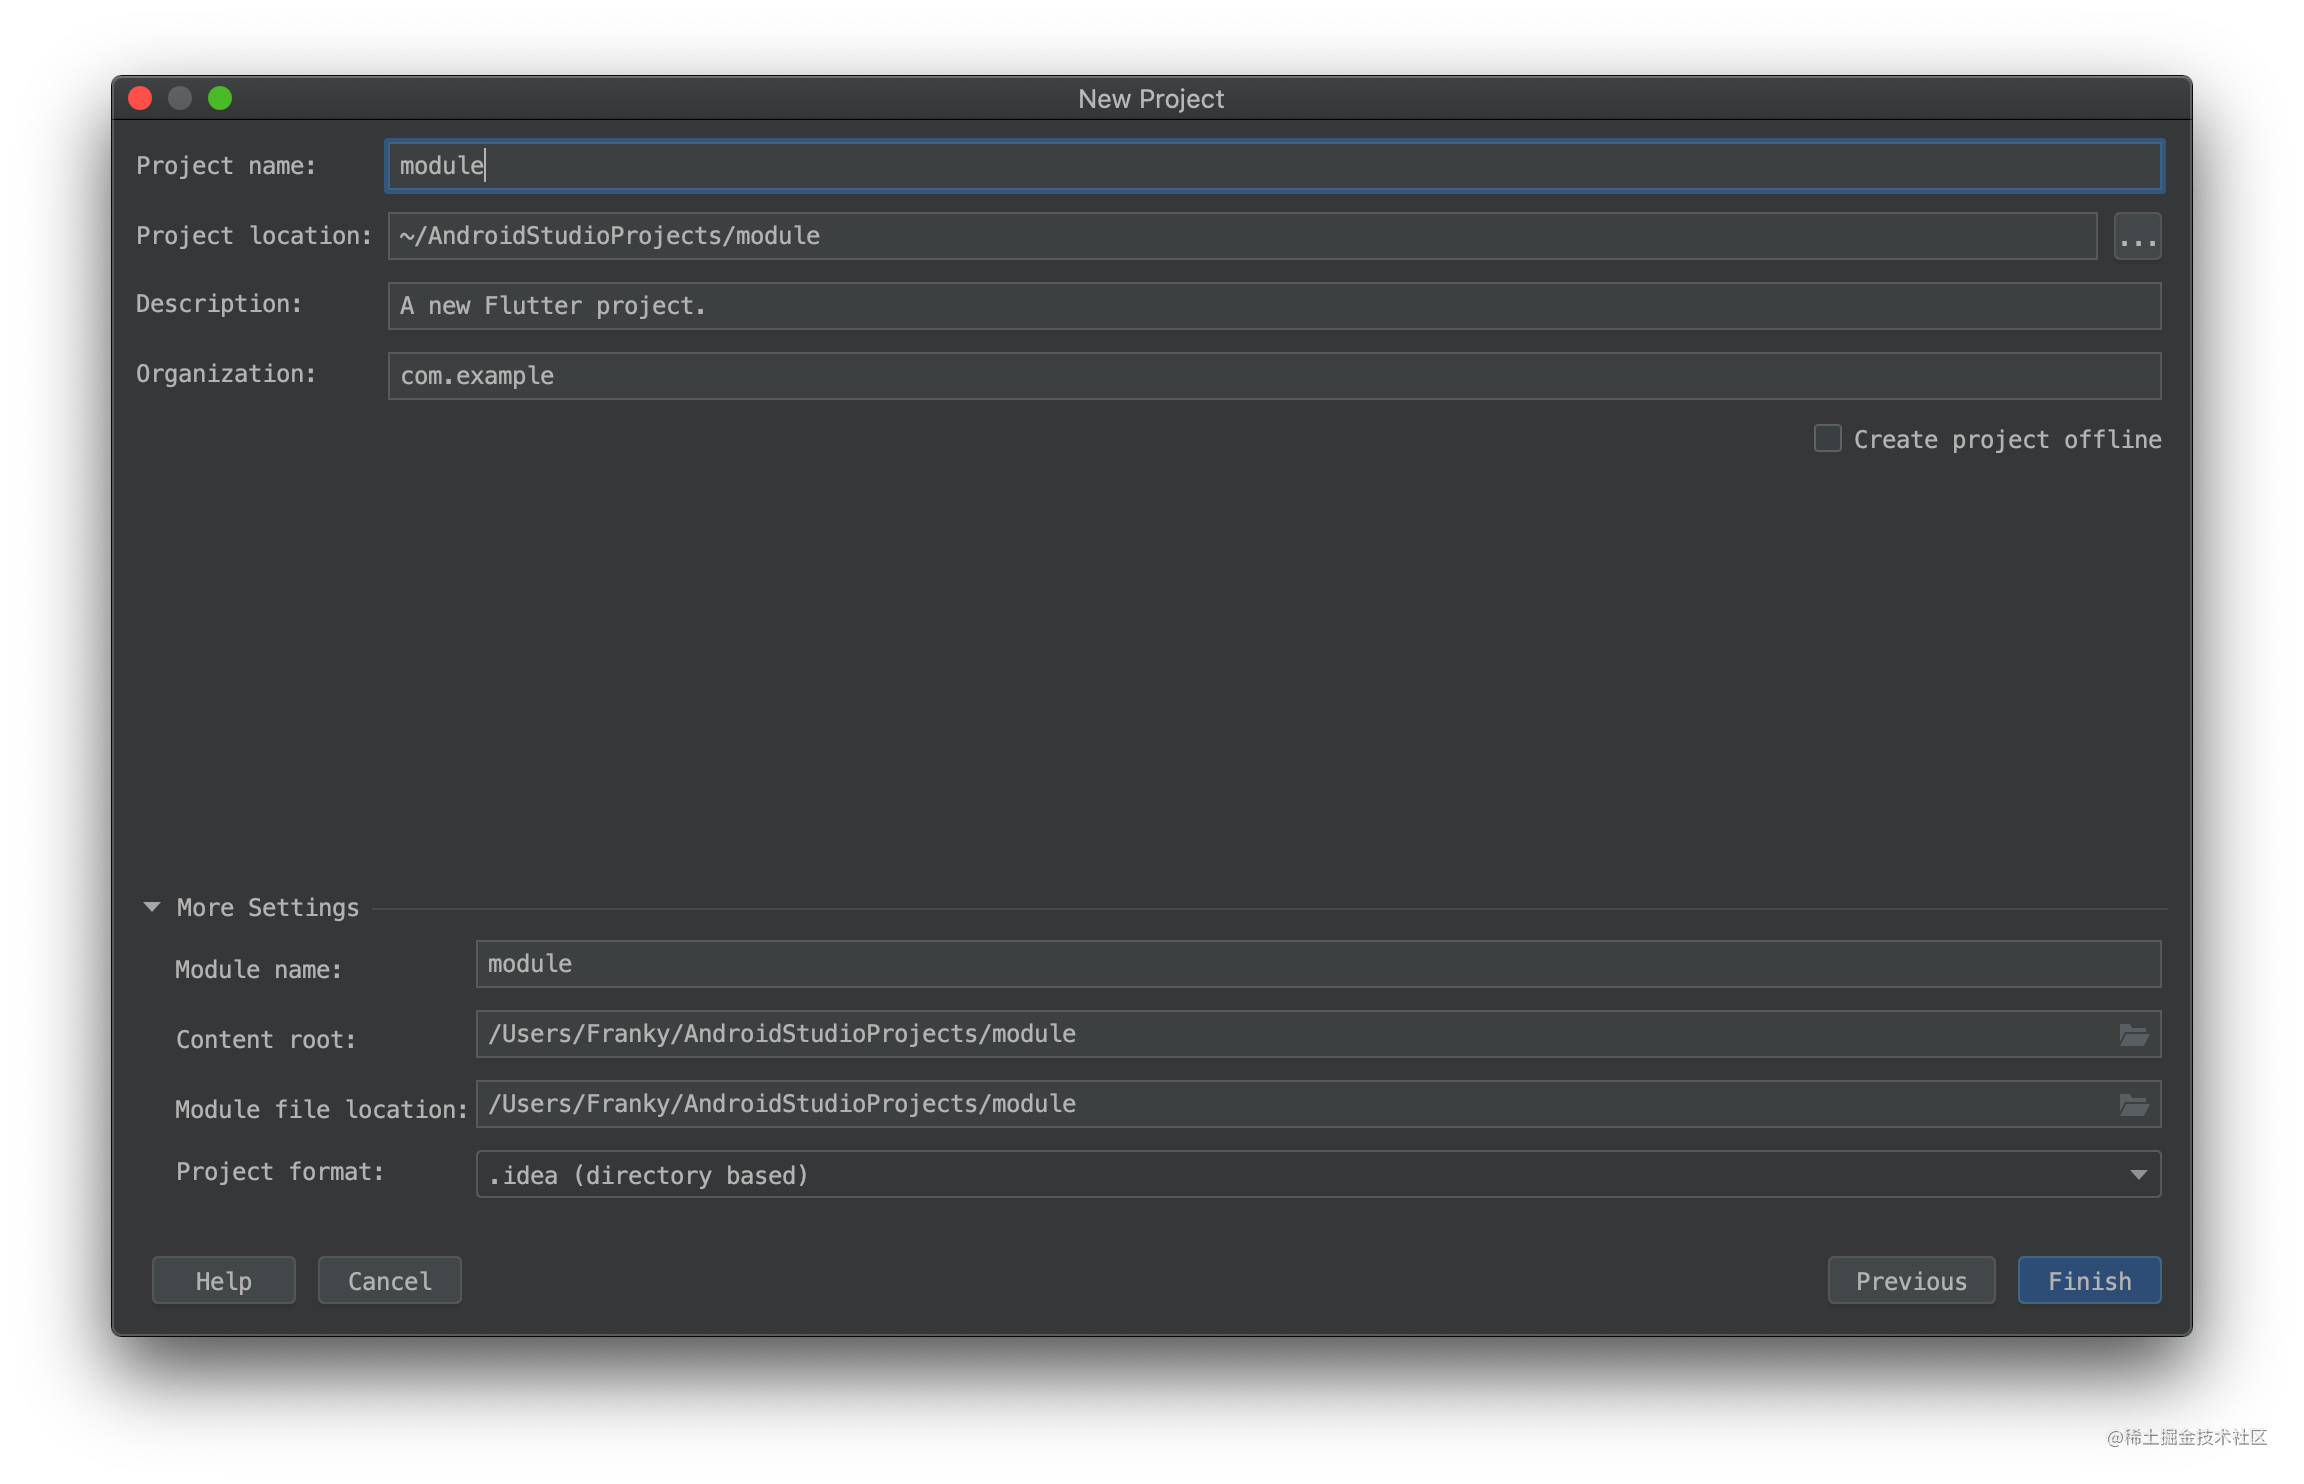 New Project
Project name: module
Project location: ~/AndroidStudioProjects/module ...
Description: A new Flutter project.
Organization: com.example
Create project offline
More Settings
Module name: module
Content root: /Users/Franky/AndroidStudioProjects/module
Module file location: /Users/Franky/AndroidStudioProjects/module
Project format: .idea (directory based)
Help Cancel Previous Finish
@稀土掘金技术社区